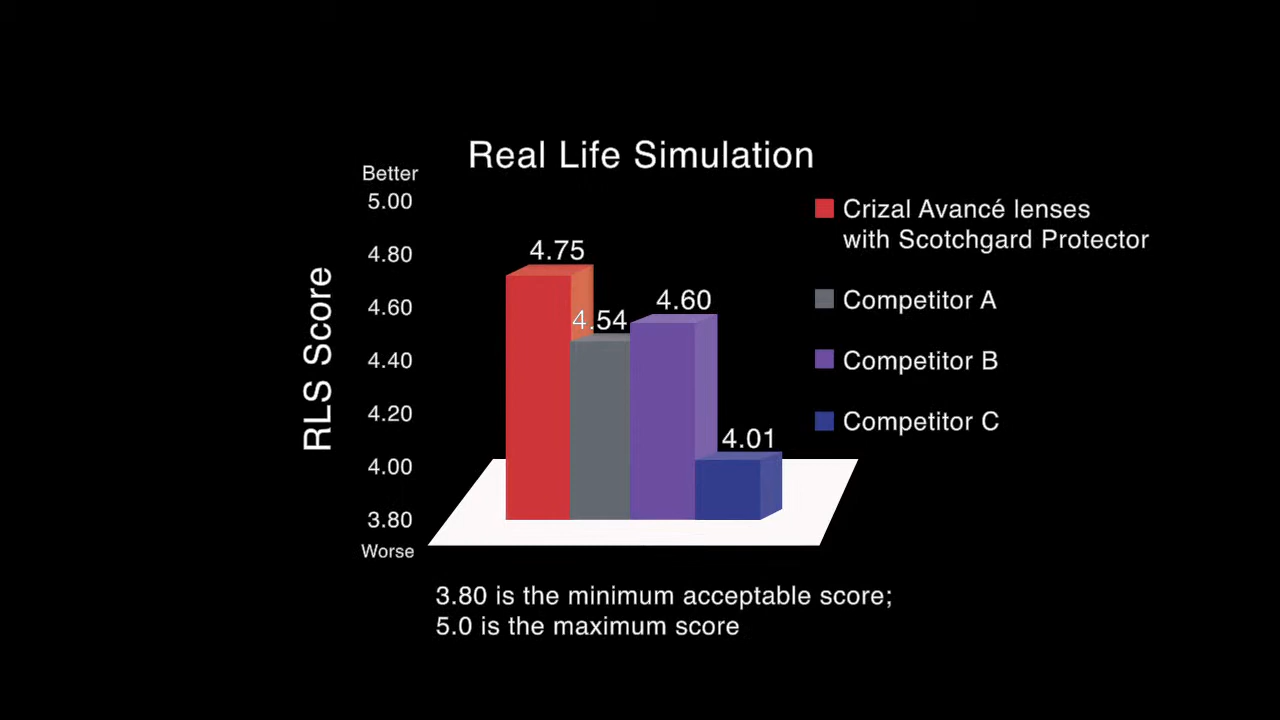 Real Life Simulation
Better
5.00
4.80
4.60
4.40
4.20
4.00
3.80
Worse
RLS Score
4.75
4.54
4.60
4.01
Crizal Avancé lenses
with Scotchgard Protector
Competitor A
Competitor B
Competitor C
3.80 is the minimum acceptable score;
5.0 is the maximum score